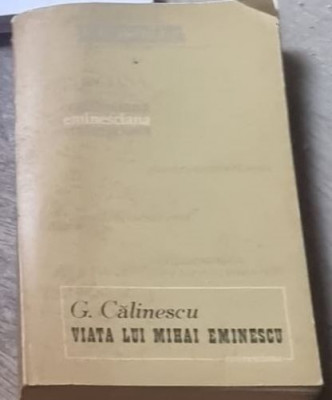 eminesciana
G. Călinescu
VIATA LUI MIHAI EMINESCU